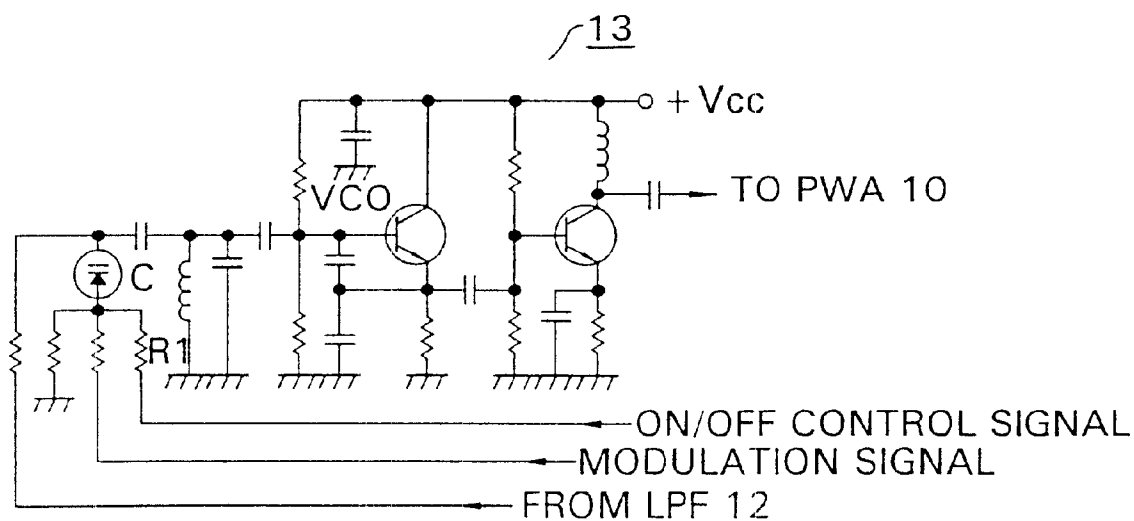 13
+ Vcc
TO PWA 10
VCO
C
R1
ON/OFF CONTROL SIGNAL
MODULATION SIGNAL
FROM LPF 12